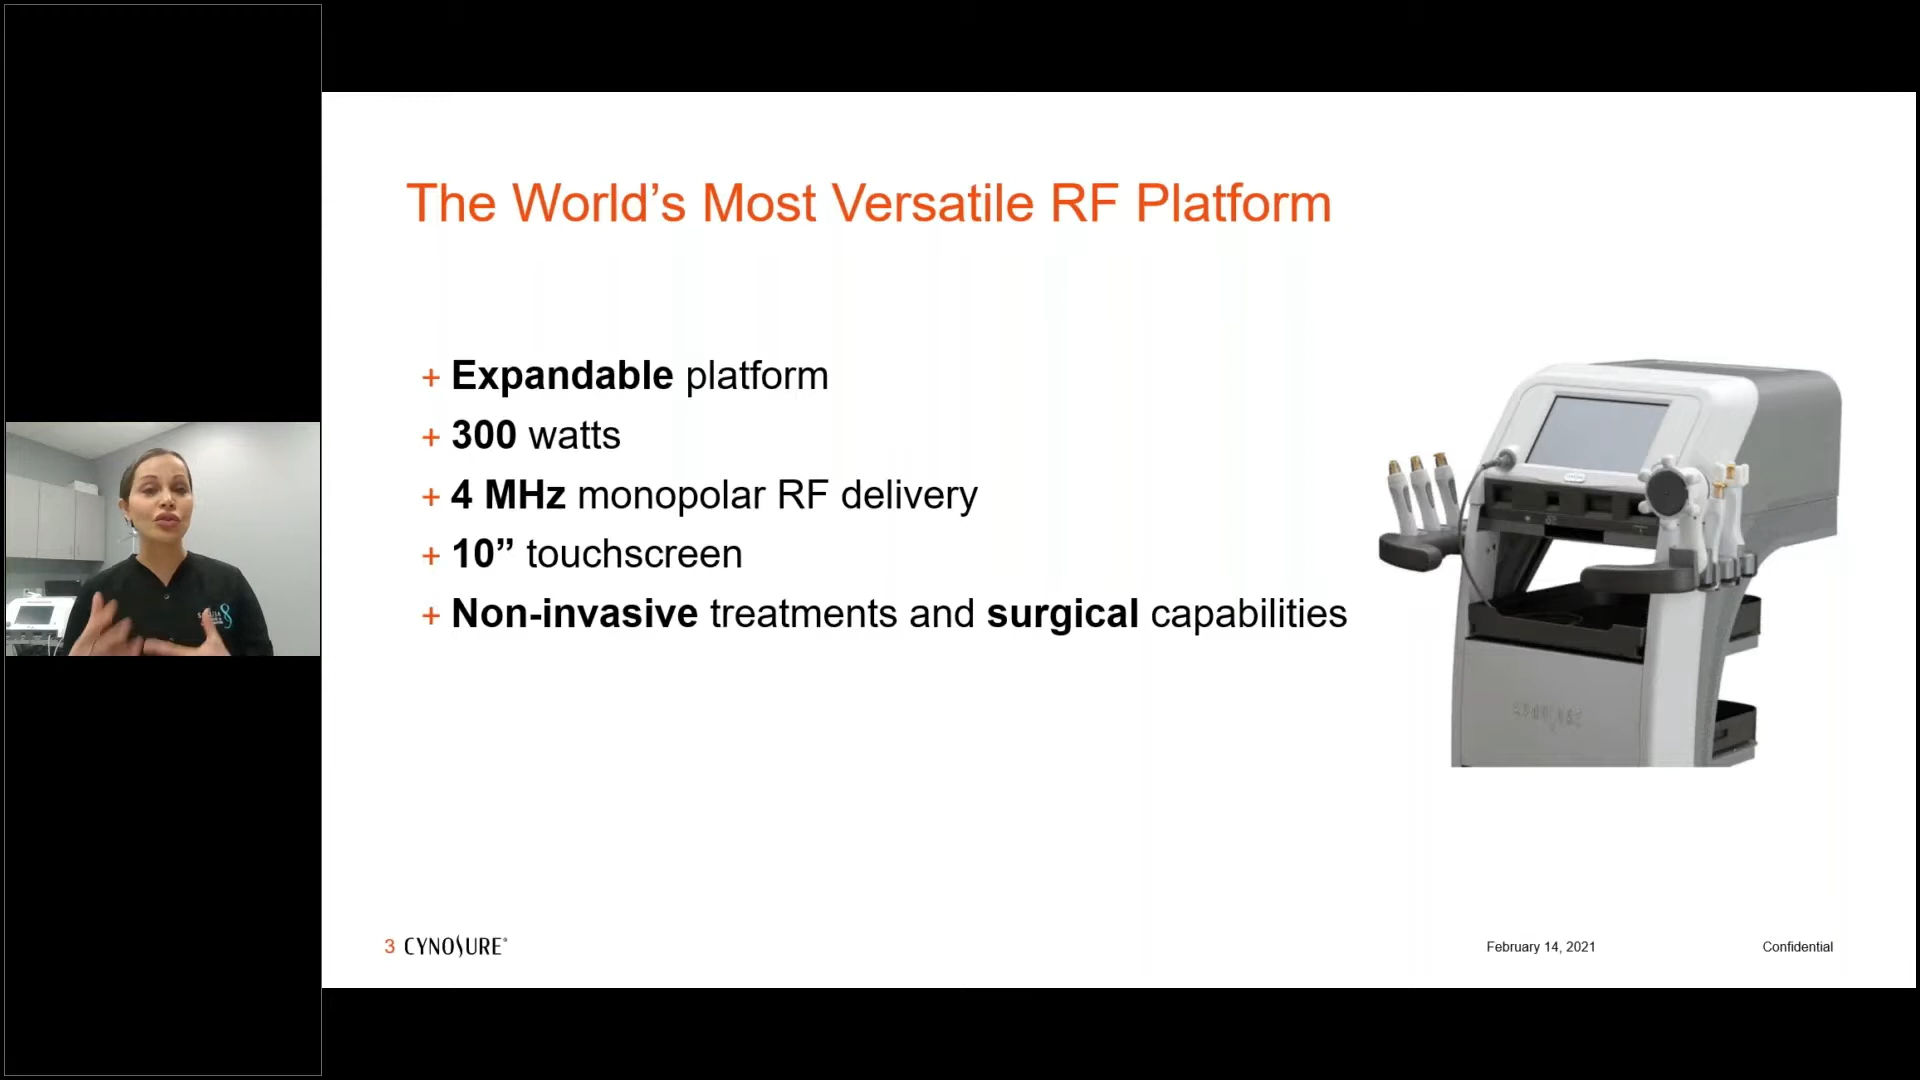 The World’s Most Versatile RF Platform
+ Expandable platform
+ 300 watts
+ 4 MHz monopolar RF delivery
+ 10” touchscreen
+ Non-invasive treatments and surgical capabilities
CYNOSURE
3 CYNOSURE®
February 14, 2021
Confidential